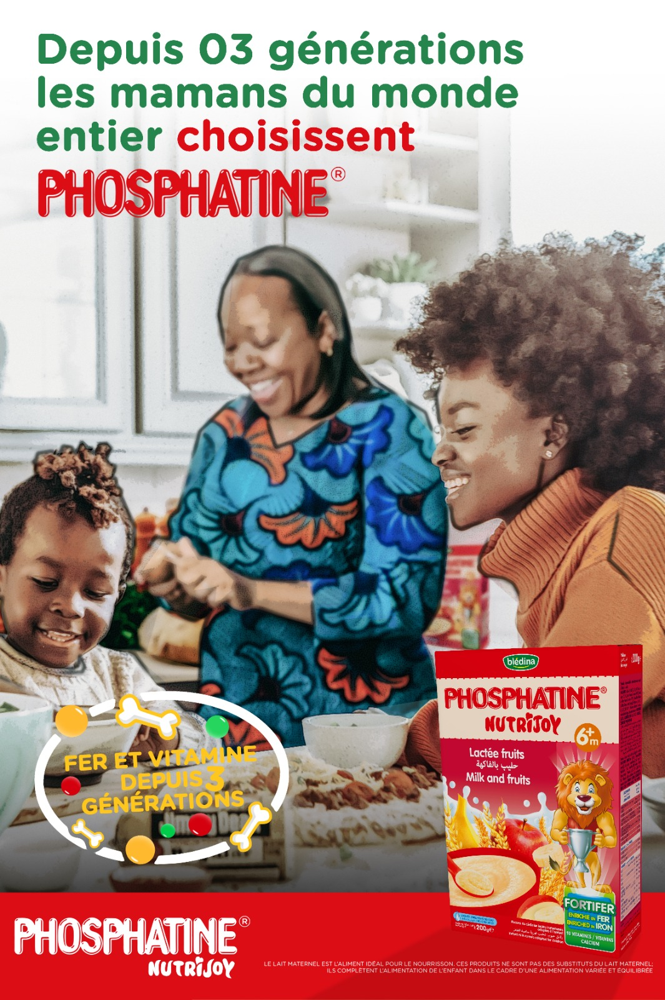 Depuis 03 générations
les mamans du monde
entier choisissent
PHOSPHATINE®
FER ET VITAMINE
DEPUIS 3
GÉNÉRATIONS
blédina
PHOSPHATINE®
NUTRIJOY
6+
m
Lactée fruits
حليب بالفاكهة
Milk and fruits
FORTIFER
ENRICHIE EN FER
ENRICHED IN IRON
10 VITAMINES / VITAMINS
CALCIUM
200g℮
PHOSPHATINE®
NUTRIJOY
LE LAIT MATERNEL EST L'ALIMENT IDÉAL POUR LE NOURRISSON. CES PRODUITS NE SONT PAS DES SUBSTITUTS DU LAIT MATERNEL;
ILS COMPLÈTENT L'ALIMENTATION DE L'ENFANT DANS LE CADRE D'UNE ALIMENTATION VARIÉE ET ÉQUILIBRÉE